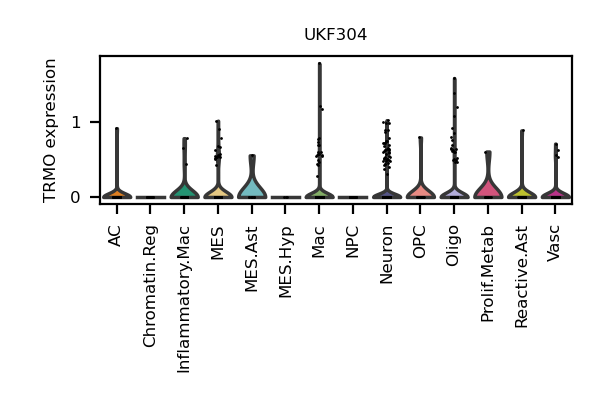 UKF304
TRMO expression
1
0
AC
Chromatin.Reg
Inflammatory.Mac
MES
MES.Ast
MES.Hyp
Mac
NPC
Neuron
OPC
Oligo
Prolif.Metab
Reactive.Ast
Vasc